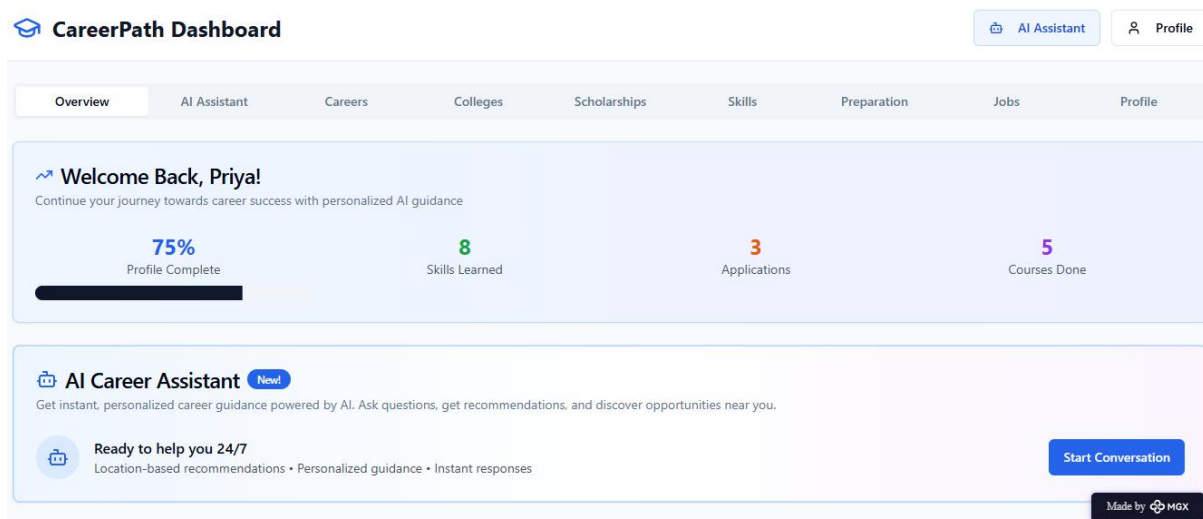 CareerPath Dashboard
AI Assistant
Profile
Overview
AI Assistant
Careers
Colleges
Scholarships
Skills
Preparation
Jobs
Profile
Welcome Back, Priya!
Continue your journey towards career success with personalized AI guidance
75%
Profile Complete
8
Skills Learned
3
Applications
5
Courses Done
AI Career Assistant New!
Get instant, personalized career guidance powered by AI. Ask questions, get recommendations, and discover opportunities near you.
Ready to help you 24/7
Location-based recommendations • Personalized guidance • Instant responses
Start Conversation
Made by MGX